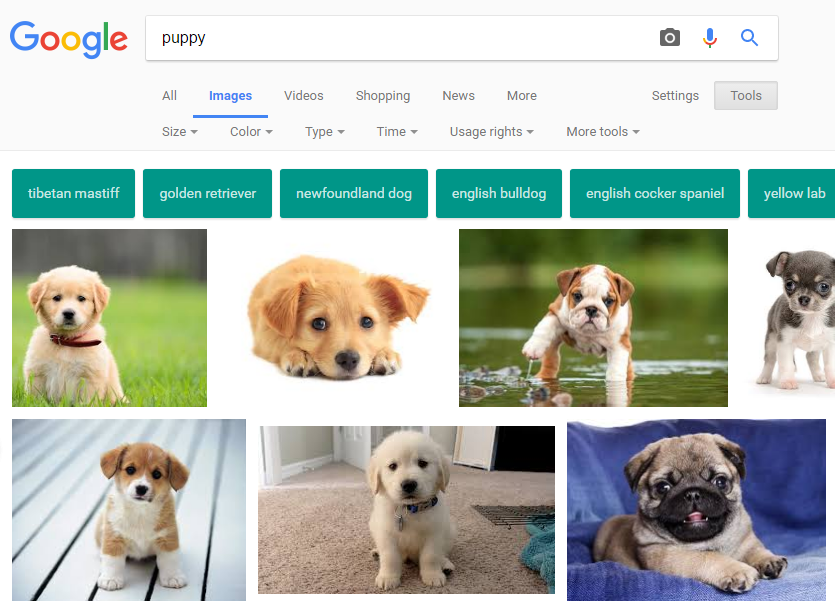 Google puppy
All Images Videos Shopping News More Settings Tools
Size Color Type Time Usage rights More tools
tibetan mastiff golden retriever newfoundland dog english bulldog english cocker spaniel yellow lab